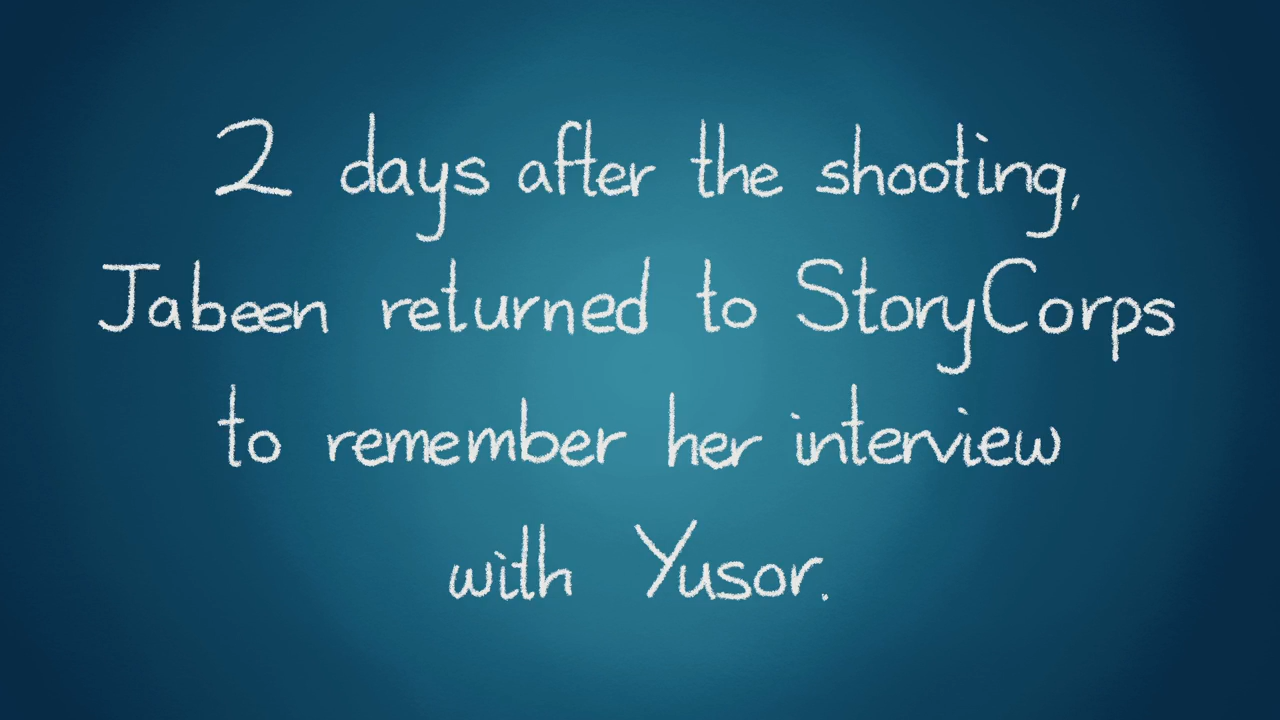 2 days after the shooting,
Jabeen returned to StoryCorps
to remember her interview
with Yusor.